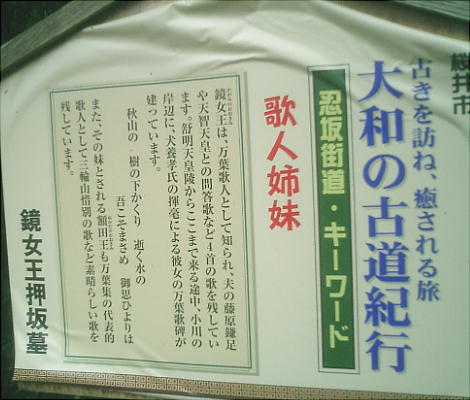 桜井市
古きを訪ね、癒される旅
大和の古道紀行
忍坂街道・キーワード
歌人姉妹
鏡女王は、万葉歌人として知られ、夫の藤原鎌足
や天智天皇との問答歌など4首の歌を残してい
ます。舒明天皇陵からここまで来る途中、小川の
岸辺に、犬養孝氏の揮毫による彼女の万葉歌碑が
建っています。
秋山の 樹の下かくり 逝く水の
吾こそまさめ 御思ひよりは
また、その妹とされる額田王も万葉集の代表的
歌人として三輪山惜別の歌など素晴らしい歌を
残しています。
鏡女王押坂墓